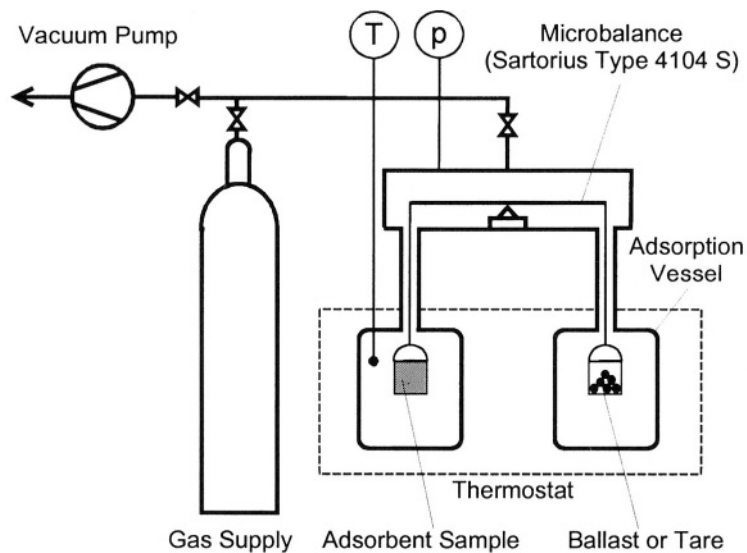 Vacuum Pump
T
p
Microbalance
(Sartorius Type 4104 S)
Adsorption
Vessel
Thermostat
Gas Supply
Adsorbent Sample
Ballast or Tare